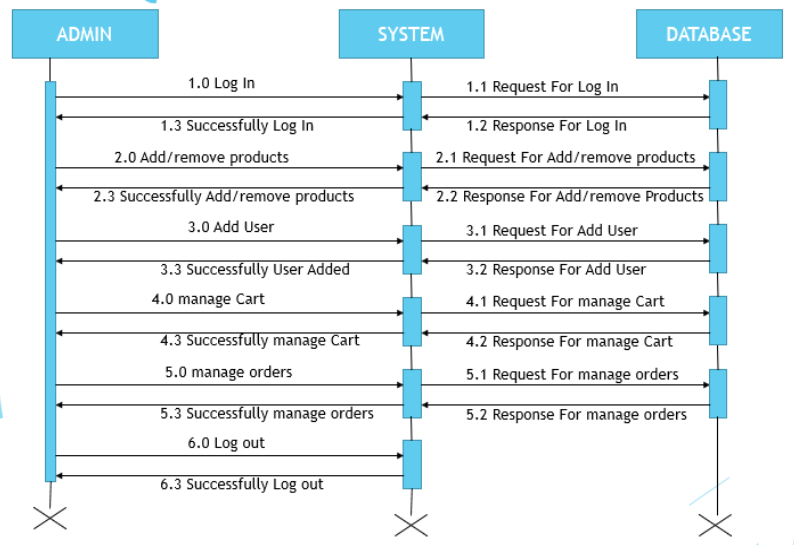 ADMIN
SYSTEM
DATABASE
1.0 Log In
1.1 Request For Log In
1.3 Successfully Log In
1.2 Response For Log In
2.0 Add/remove products
2.1 Request For Add/remove products
2.3 Successfully Add/remove products
2.2 Response For Add/remove Products
3.0 Add User
3.1 Request For Add User
3.3 Successfully User Added
3.2 Response For Add User
4.0 manage Cart
4.1 Request For manage Cart
4.3 Successfully manage Cart
4.2 Response For manage Cart
5.0 manage orders
5.1 Request For manage orders
5.3 Successfully manage orders
5.2 Response For manage orders
6.0 Log out
6.3 Successfully Log out